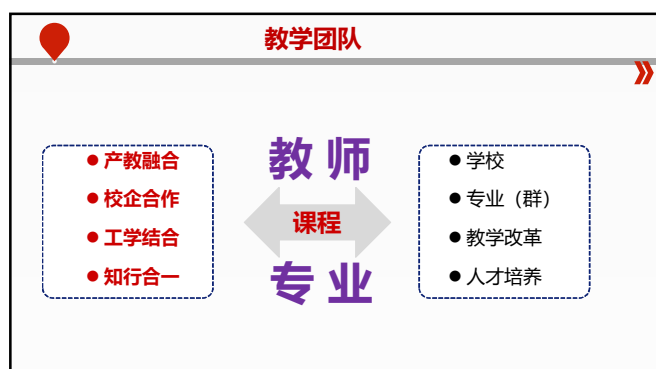 教学团队
产教融合
校企合作
工学结合
知行合一
教 师
课程
专 业
学校
专业（群）
教学改革
人才培养